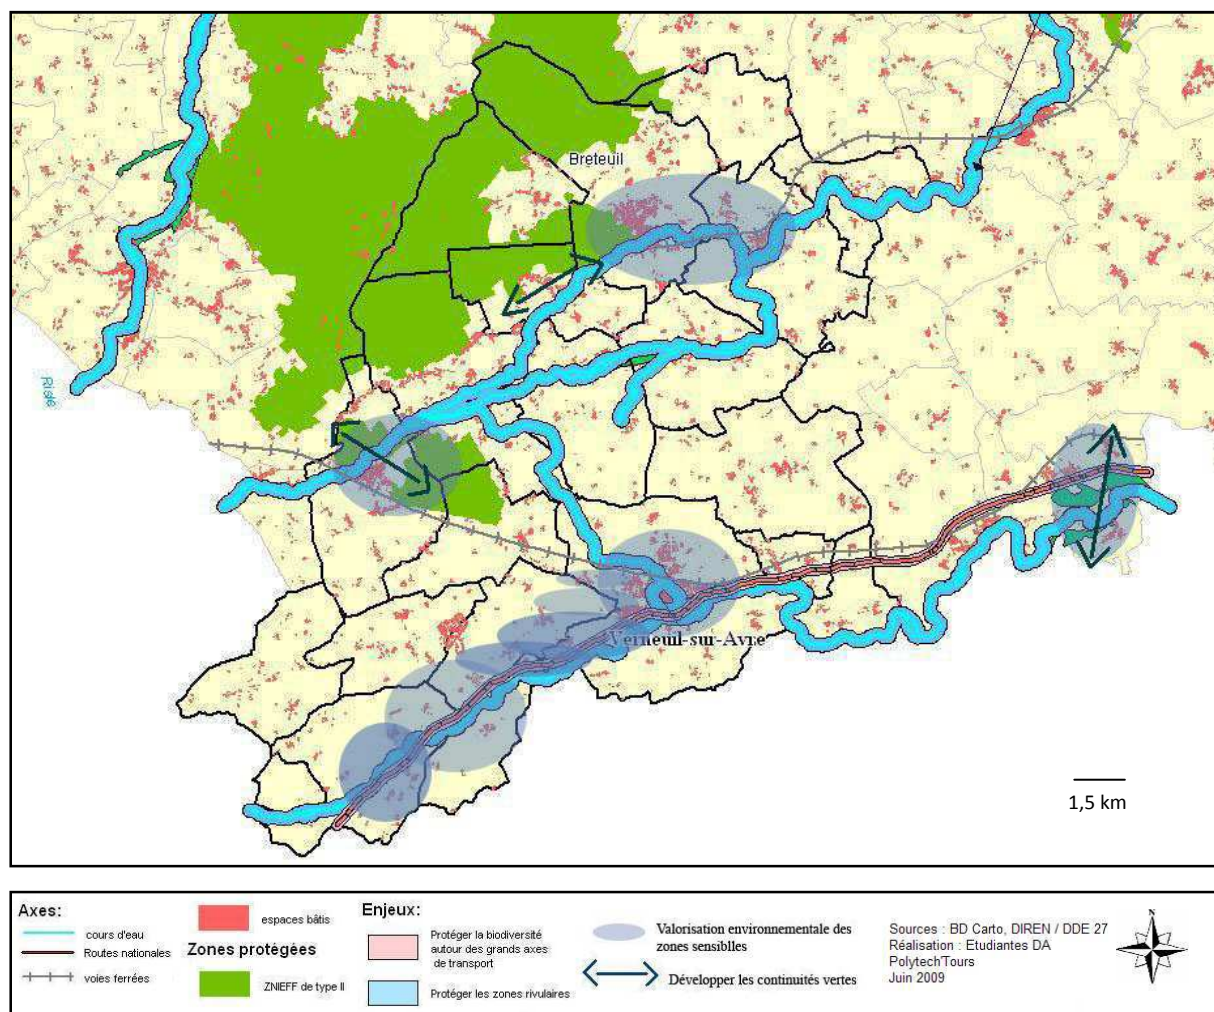 Breteuil
Risle
Verneuil-sur-Avre
1,5 km
Axes:
cours d'eau
Routes nationales
voies ferrées
espaces bâtis
Zones protégées
ZNIEFF de type II
Enjeux:
Protéger la biodiversité
autour des grands axes
de transport
Protéger les zones rivulaires
Valorisation environnementale des
zones sensiblles
Développer les continuités vertes
Sources : BD Carto, DIREN / DDE 27
Réalisation : Etudiantes DA
Polytech'Tours
Juin 2009
N